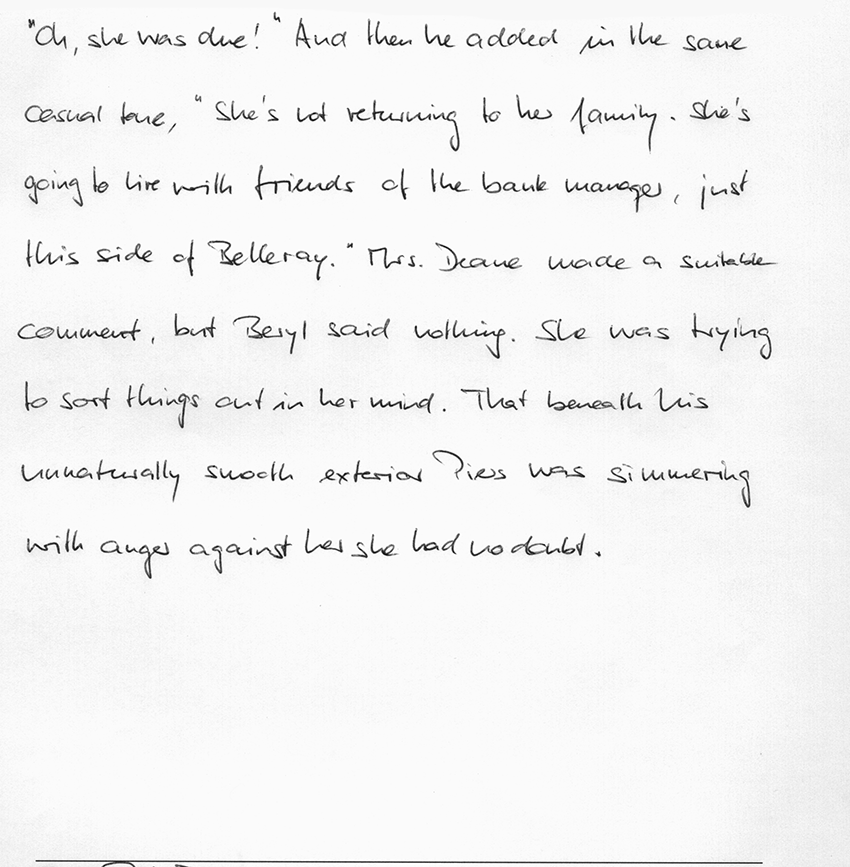 "Oh, she was due!" And then he added in the same
casual tone, "She's not returning to her family. She's
going to live with friends of the bank manager, just
this side of Belleray." Mrs. Deane made a suitable
comment, but Beryl said nothing. She was trying
to sort things out in her mind. That beneath his
unnaturally smooth exterior Piers was simmering
with anger against her she had no doubt.